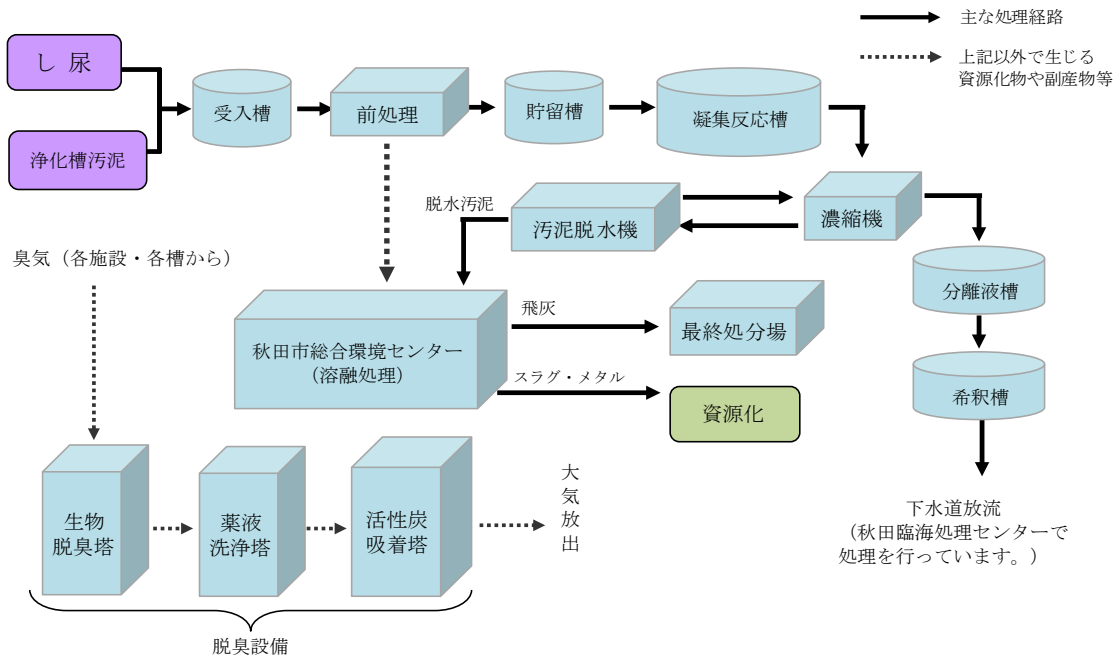 主な処理経路
上記以外で生じる
資源化物や副産物等
し 尿
浄化槽汚泥
受入槽
前処理
貯留槽
凝集反応槽
脱水汚泥
汚泥脱水機
濃縮機
臭気（各施設・各槽から）
分離液槽
飛灰
最終処分場
秋田市総合環境センター
（溶融処理）
スラグ・メタル
資源化
希釈槽
生物
脱臭塔
薬液
洗浄塔
活性炭
吸着塔
大気放出
下水道放流
（秋田臨海処理センターで
処理を行っています。）
脱臭設備